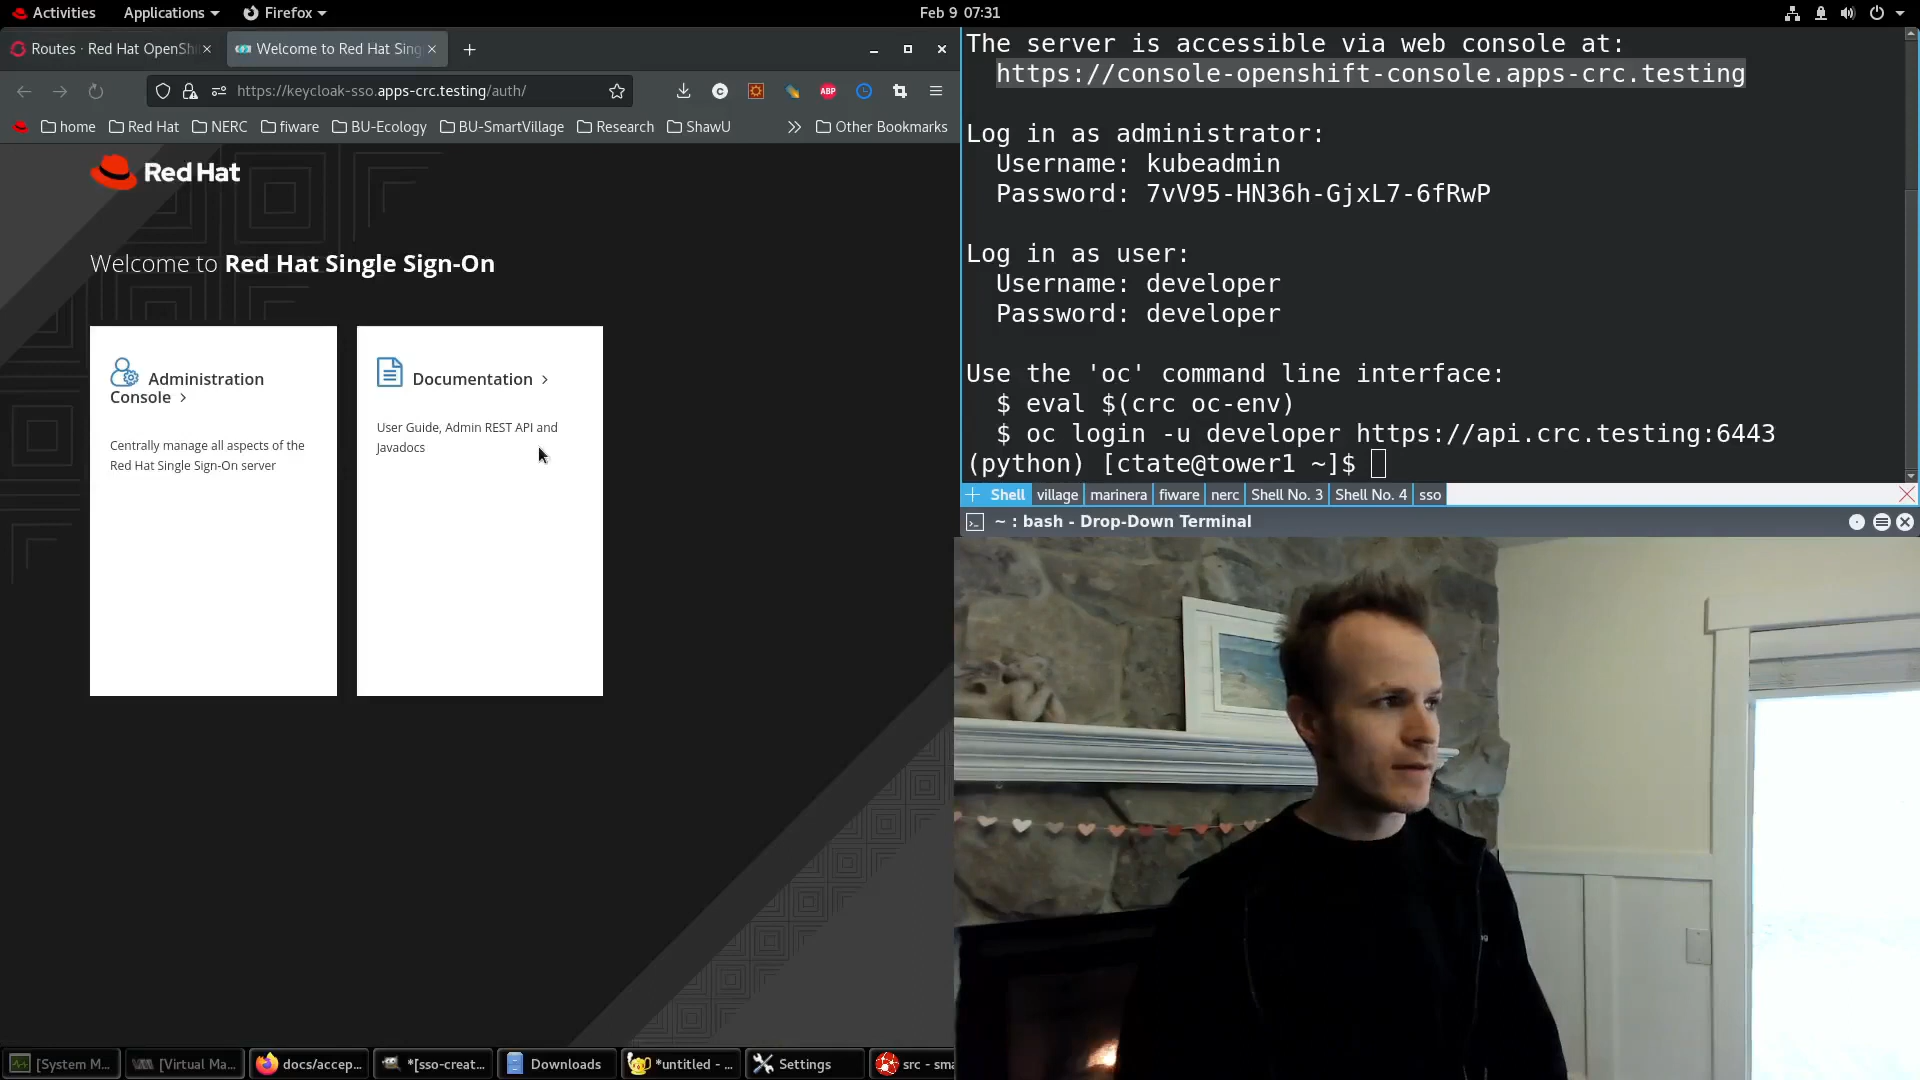 Activities Applications Firefox Feb 9 07:31
Routes · Red Hat OpenShi Welcome to Red Hat Sing
https://keycloak-sso.apps-crc.testing/auth/
home Red Hat NERC fiware BU-Ecology BU-SmartVillage Research ShawU Other Bookmarks
Red Hat
Welcome to Red Hat Single Sign-On
Administration
Console
Centrally manage all aspects of the
Red Hat Single Sign-On server
Documentation
User Guide, Admin REST API and
Javadocs
The server is accessible via web console at:
https://console-openshift-console.apps-crc.testing
Log in as administrator:
Username: kubeadmin
Password: 7vV95-HN36h-GjxL7-6fRwP
Log in as user:
Username: developer
Password: developer
Use the 'oc' command line interface:
$ eval $(crc oc-env)
$ oc login -u developer https://api.crc.testing:6443
(python) [ctate@tower1 ~]$
Shell village marinera fiware nerc Shell No. 3 Shell No. 4 sso
~ : bash - Drop-Down Terminal
[System M... [Virtual Ma... docs/accep... *[sso-creat... Downloads *untitled - ... Settings src - sma